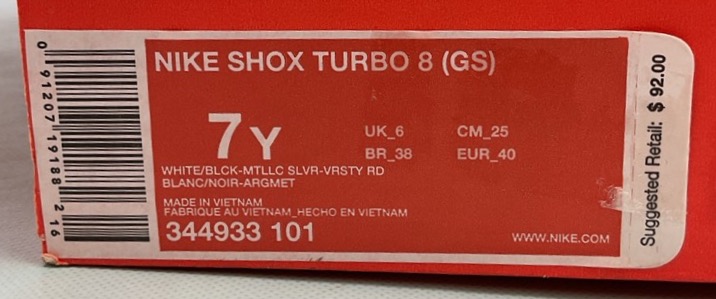 NIKE SHOX TURBO 8 (GS)
7Y
UK_6 CM_25
BR_38 EUR_40
WHITE/BLCK-MTLLC SLVR-VRSTY RD
BLANC/NOIR-ARGMET
MADE IN VIETNAM
FABRIQUE AU VIETNAM_HECHO EN VIETNAM
344933 101
WWW.NIKE.COM
0 91207 19188 2 16
Suggested Retail: $ 92.00